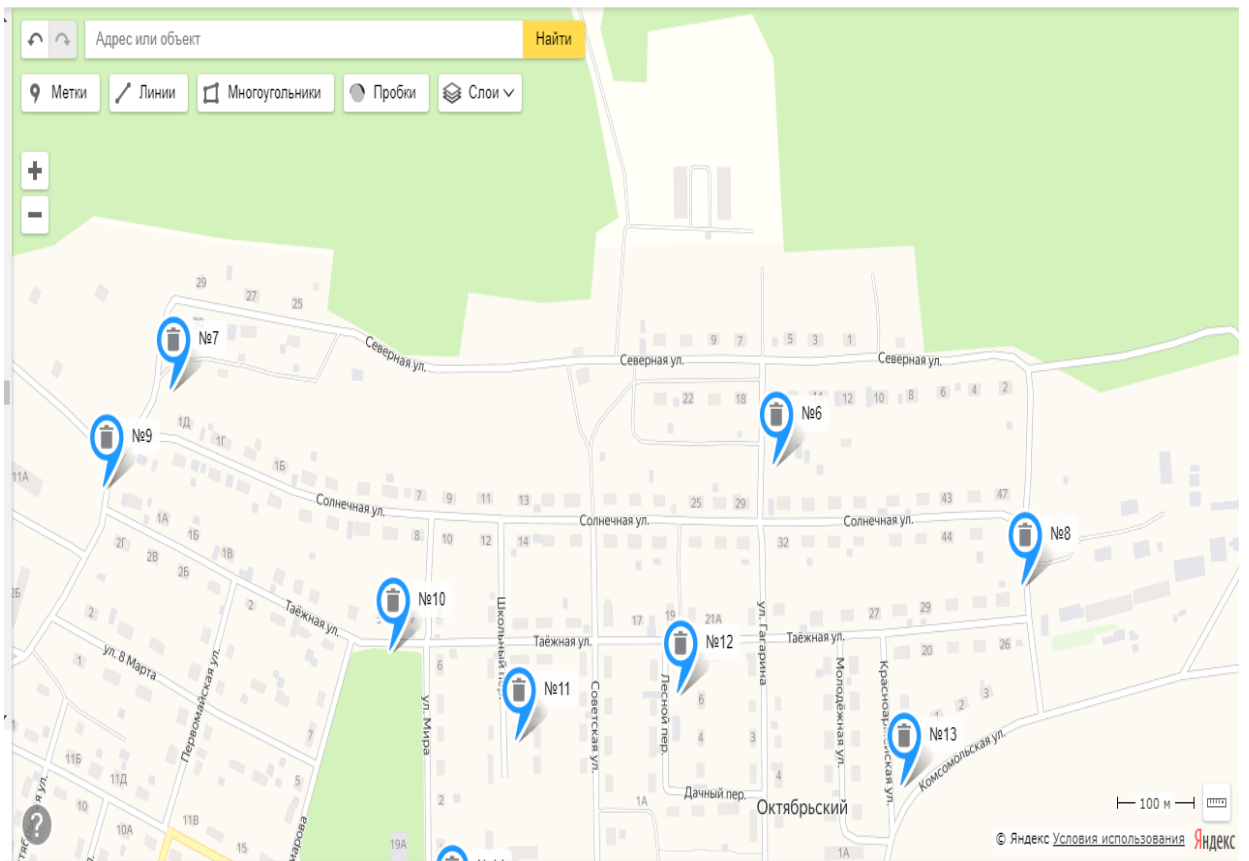 Адрес или объект
Найти
Метки
Линии
Многоугольники
Пробки
Слои
29
27
25
№7
Северная ул.
Северная ул.
9
7
5
3
1
Северная ул.
22
18
14
12
10
8
6
4
2
№6
№9
1Д
1Г
1Б
11А
Солнечная ул.
7
9
11
13
Солнечная ул.
25
29
Солнечная ул.
43
47
№8
1А
1Б
1В
2Г
2В
2Б
8
10
12
14
32
44
2Б
2
2
Таёжная ул.
№10
Школьный пер.
Таёжная ул.
17
19
21А
№12
ул. Гагарина
Таёжная ул.
27
29
20
26
1
ул. 8 Марта
Первомайская ул.
6
ул. Мира
№11
Советская ул.
Лесной пер.
6
4
3
Молодёжная ул.
Красноармейская ул.
1
2
3
№13
Комсомольская ул.
7
5
4
11Б
11Д
10
10А
11В
15
4
2
19А
1А
Дачный пер.
Октябрьский
1А
100 м
?
© Яндекс Условия использования Яндекс